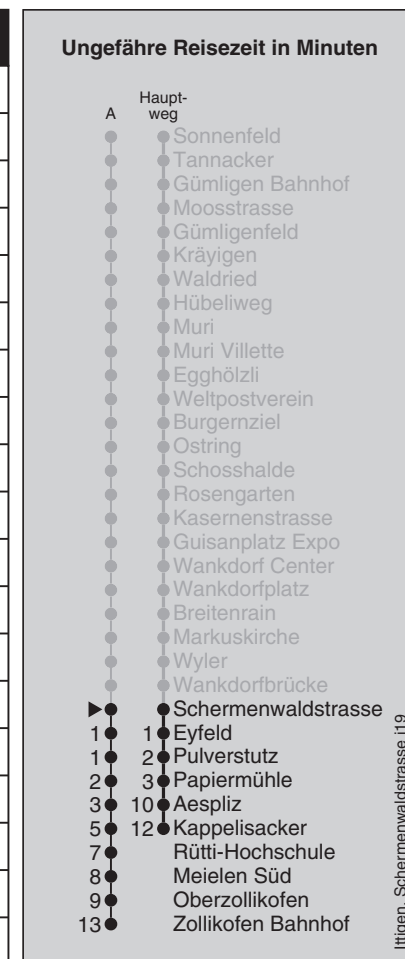 Ungefähre Reisezeit in Minuten
Haupt-
A weg
Sonnenfeld
Tannacker
Gümligen Bahnhof
Moosstrasse
Gümligenfeld
Kräyigen
Waldried
Hübeliweg
Muri
Muri Villette
Egghölzli
Weltpostverein
Burgernziel
Ostring
Schosshalde
Rosengarten
Kasernenstrasse
Guisanplatz Expo
Wankdorf Center
Wankdorfplatz
Breitenrain
Markuskirche
Wyler
Wankdorfbrücke
Schermenwaldstrasse
1 1 Eyfeld
1 2 Pulverstutz
2 3 Papiermühle
3 10 Aespliz
5 12 Kappelisacker
7 Rütti-Hochschule
8 Meielen Süd
9 Oberzollikofen
13 Zollikofen Bahnhof
Ittigen, Schermenwaldstrasse i19